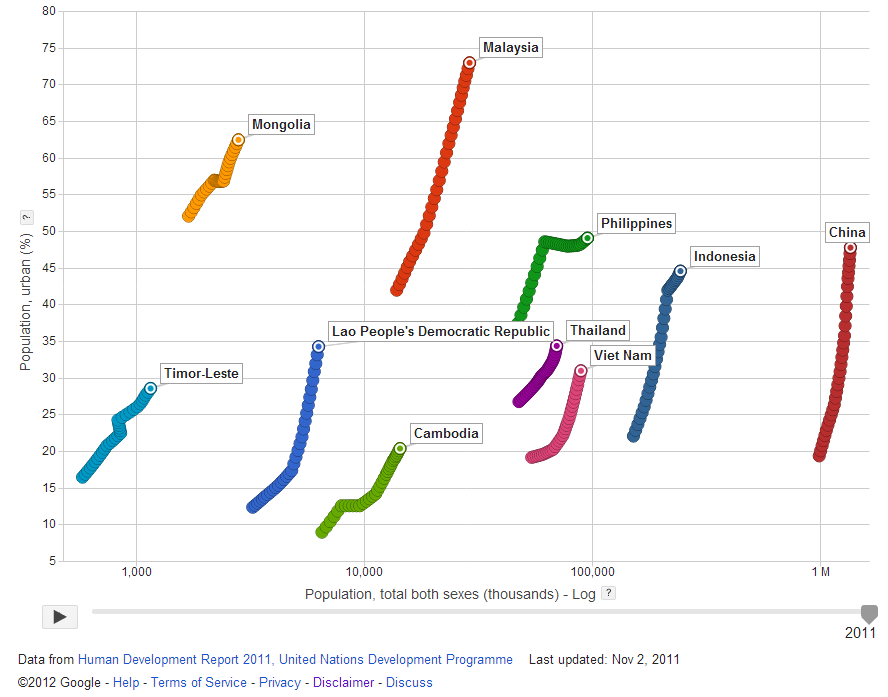 80
75
Malaysia
70
65
Mongolia
60
55
50
Philippines
China
45
Indonesia
40
35
Lao People's Democratic Republic
Thailand
Viet Nam
30
Timor-Leste
25
20
Cambodia
15
10
5
Population, urban (%) ?
1,000 10,000 100,000 1 M
Population, total both sexes (thousands) - Log ?
2011
Data from Human Development Report 2011, United Nations Development Programme Last updated: Nov 2, 2011
©2012 Google - Help - Terms of Service - Privacy - Disclaimer - Discuss